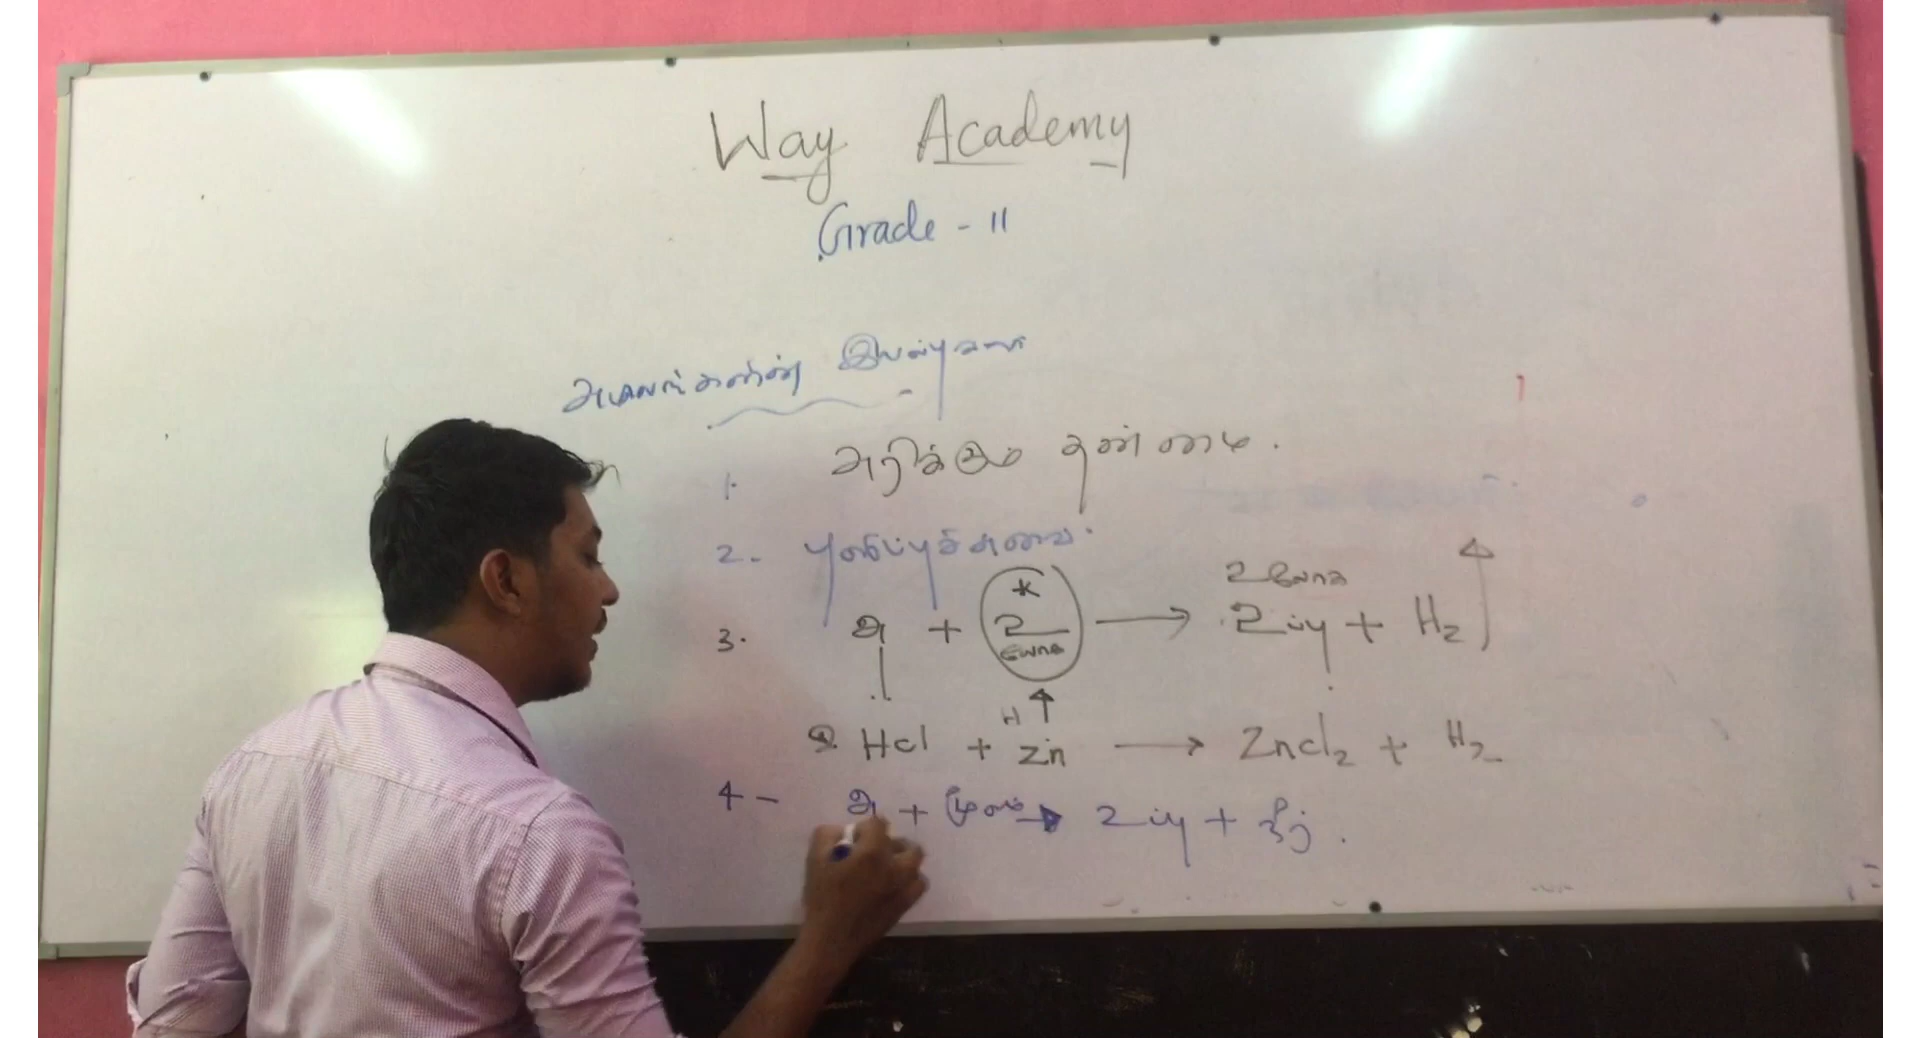 Way Academy
Grade - 11
அமிலங்களின் இயல்புகள்
1. அரிக்கும் தன்மை.
2. புளிப்புச்சுவை.
உலோக
3. அ + உ → உப்பு + H₂ ↑
*
உலோக
H
HCl + Zn → ZnCl₂ + H₂
4 - அ + மூலம் → உப்பு + நீர்.